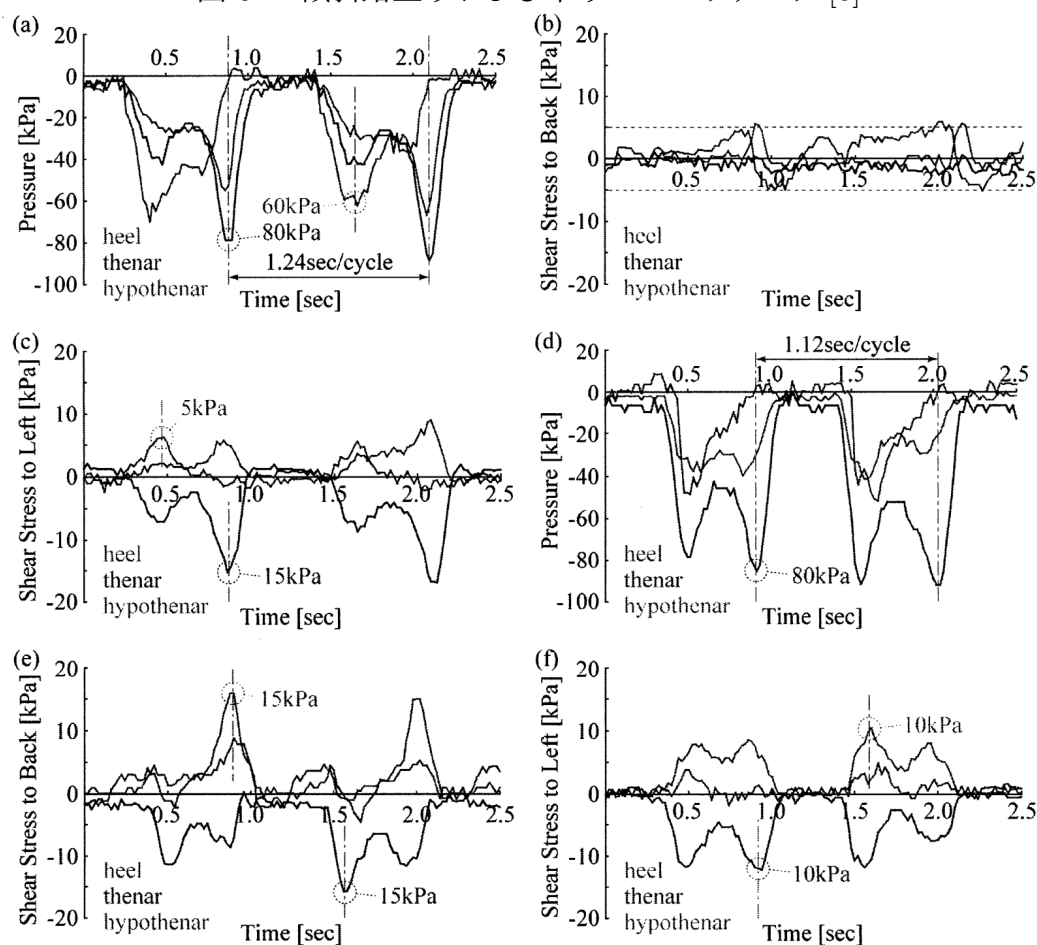 (a)
0.5 1.0 1.5 2.0 2.5
20
0
-20
-40
-60
-80
-100
Pressure [kPa]
60kPa
80kPa
1.24sec/cycle
heel
thenar
hypothenar
Time [sec]
(b)
20
15
10
5
0
-5
10
15
-20
0.5 1.0 1.5 2.0 2.5
Shear Stress to Back [kPa]
heel
thenar
hypothenar
Time [sec]
(c)
20
10
0
-10
-20
0.5 1.0 1.5 2.0 2.5
Shear Stress to Left [kPa]
5kPa
15kPa
heel
thenar
hypothenar
Time [sec]
(d)
1.12sec/cycle
0.5 1.0 1.5 2.0 2.5
20
0
-20
-40
-60
-80
-100
Pressure [kPa]
80kPa
heel
thenar
hypothenar
Time [sec]
(e)
20
10
0
-10
-20
0.5 1.0 1.5 2.0 2.5
Shear Stress to Back [kPa]
15kPa
15kPa
heel
thenar
hypothenar
Time [sec]
(f)
20
10
0
-10
-20
0.5 1.0 1.5 2.0 2.5
Shear Stress to Left [kPa]
10kPa
10kPa
heel
thenar
hypothenar
Time [sec]